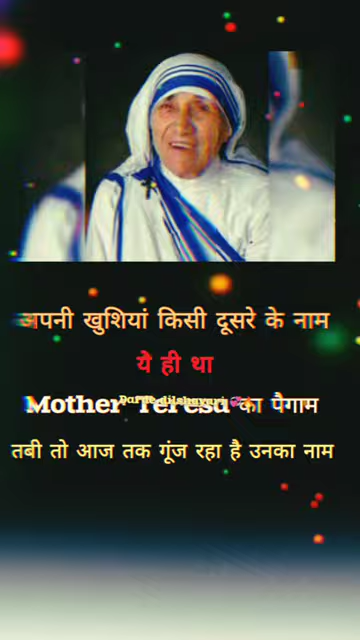 अपनी खुशियां किसी दूसरे के नाम
ये ही था
Mother Teresa का पैगाम
तबी तो आज तक गूंज रहा है उनका नाम